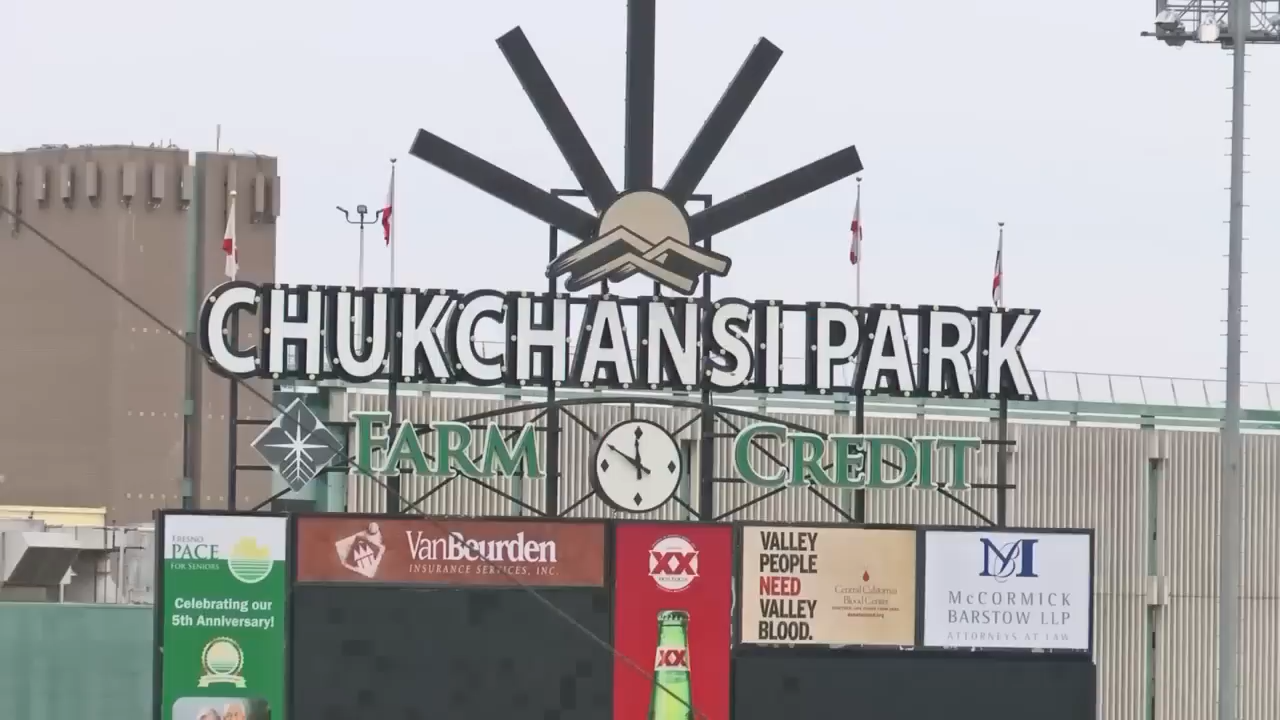 CHUKCHANSI PARK
FARM CREDIT
FRESNO
PACE
FOR SENIORS
Celebrating our
5th Anniversary!
VanBeurden
INSURANCE SERVICES, INC.
XX
XX
VALLEY
PEOPLE
NEED
VALLEY
BLOOD.
Central California
Blood Center
M
McCORMICK
BARSTOW LLP
ATTORNEYS AT LAW